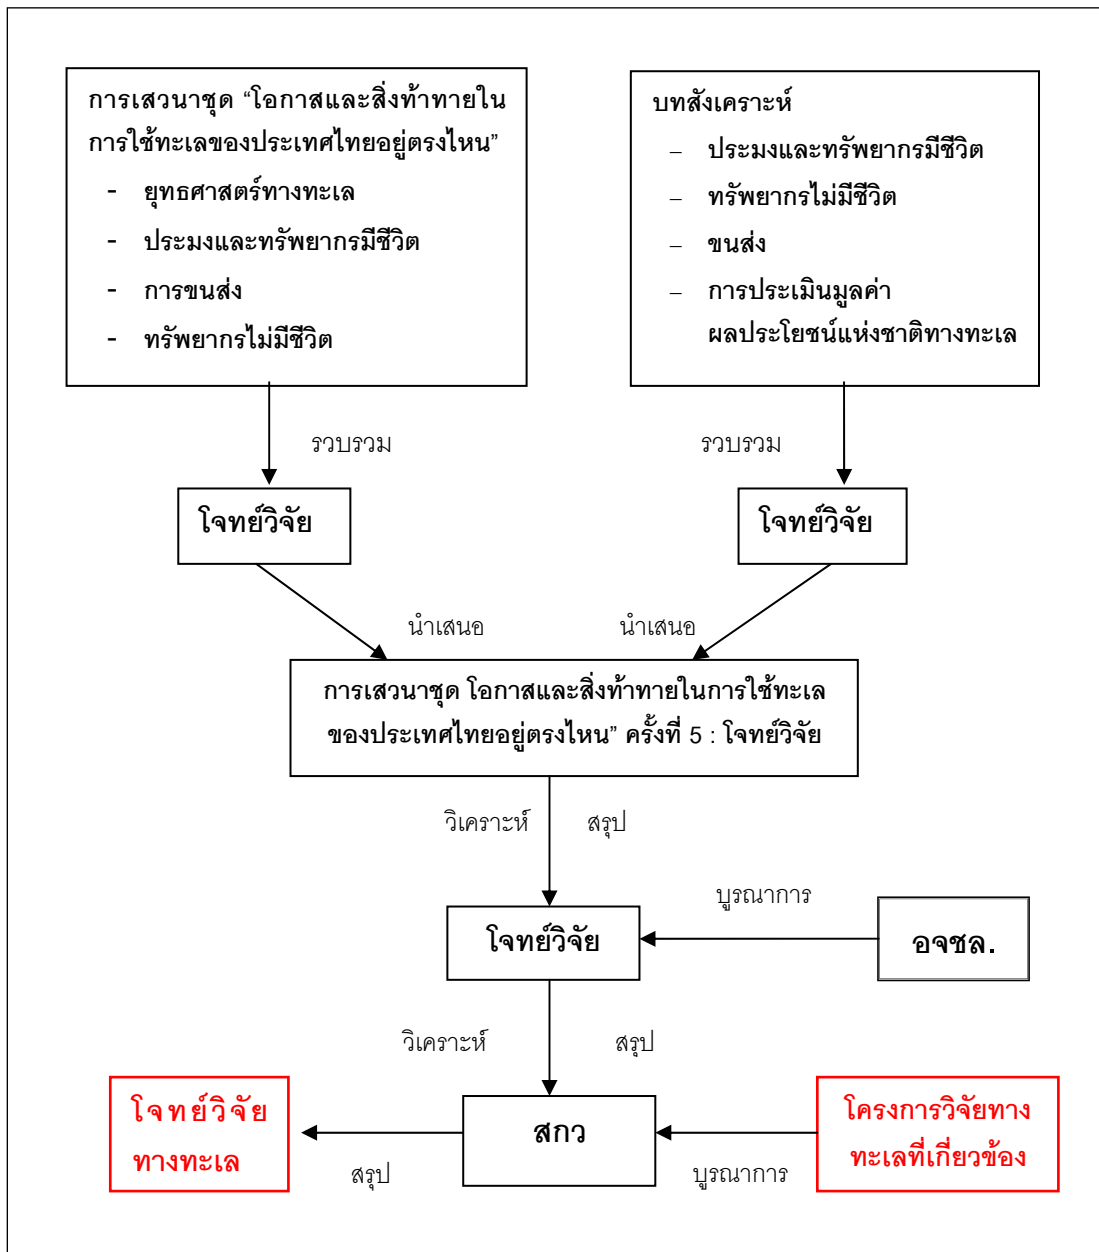 การเสวนาชุด “โอกาสและสิ่งท้าทายใน
การใช้ทะเลของประเทศไทยอยู่ตรงไหน”
- ยุทธศาสตร์ทางทะเล
- ประมงและทรัพยากรมีชีวิต
- การขนส่ง
- ทรัพยากรไม่มีชีวิต
บทสังเคราะห์
– ประมงและทรัพยากรมีชีวิต
– ทรัพยากรไม่มีชีวิต
– ขนส่ง
– การประเมินมูลค่า
ผลประโยชน์แห่งชาติทางทะเล
รวบรวม
รวบรวม
โจทย์วิจัย
โจทย์วิจัย
นำเสนอ
นำเสนอ
การเสวนาชุด โอกาสและสิ่งท้าทายในการใช้ทะเล
ของประเทศไทยอยู่ตรงไหน” ครั้งที่ 5 : โจทย์วิจัย
วิเคราะห์
สรุป
บูรณาการ
โจทย์วิจัย
อจชล.
วิเคราะห์
สรุป
โจทย์วิจัย
ทางทะเล
สกว
โครงการวิจัยทาง
ทะเลที่เกี่ยวข้อง
สรุป
บูรณาการ